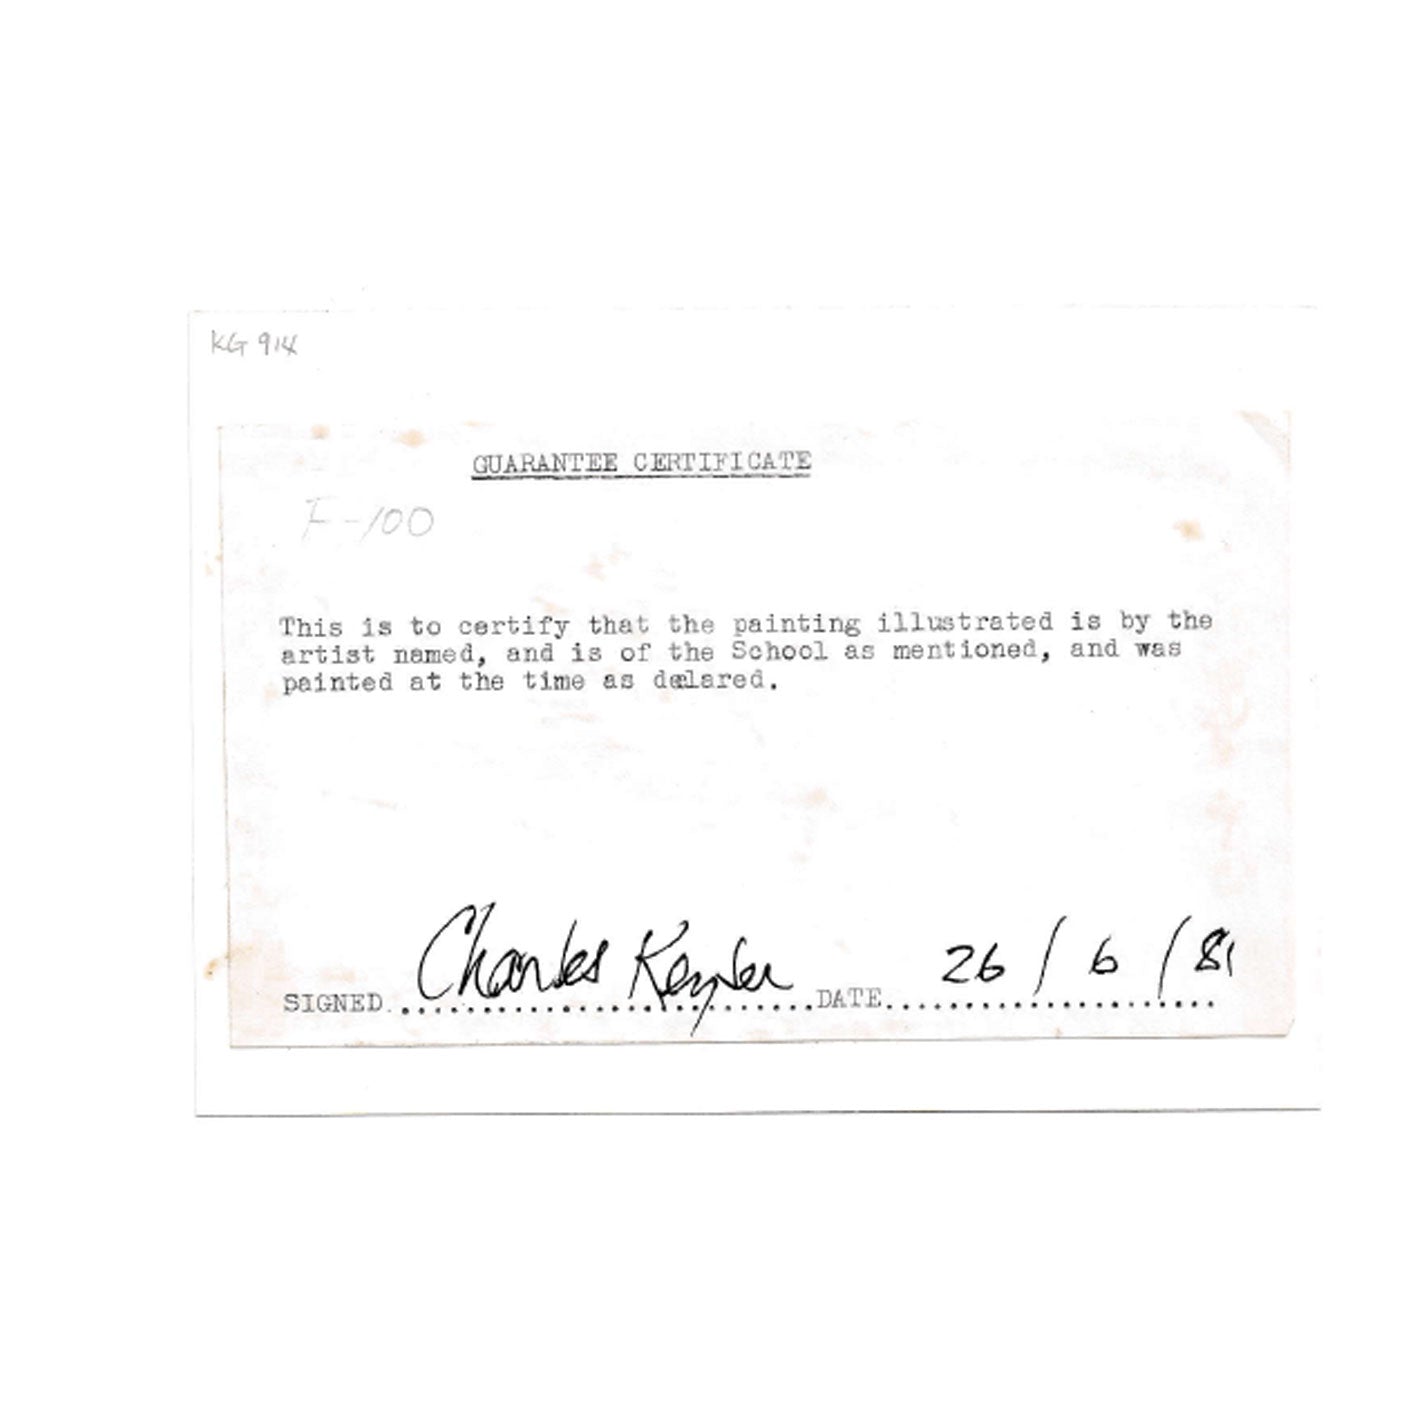 KG 914
GUARANTEE CERTIFICATE
F-100
This is to certify that the painting illustrated is by the
artist named, and is of the School as mentioned, and was
painted at the time as delared.
SIGNED Charles DATE 26/6/81